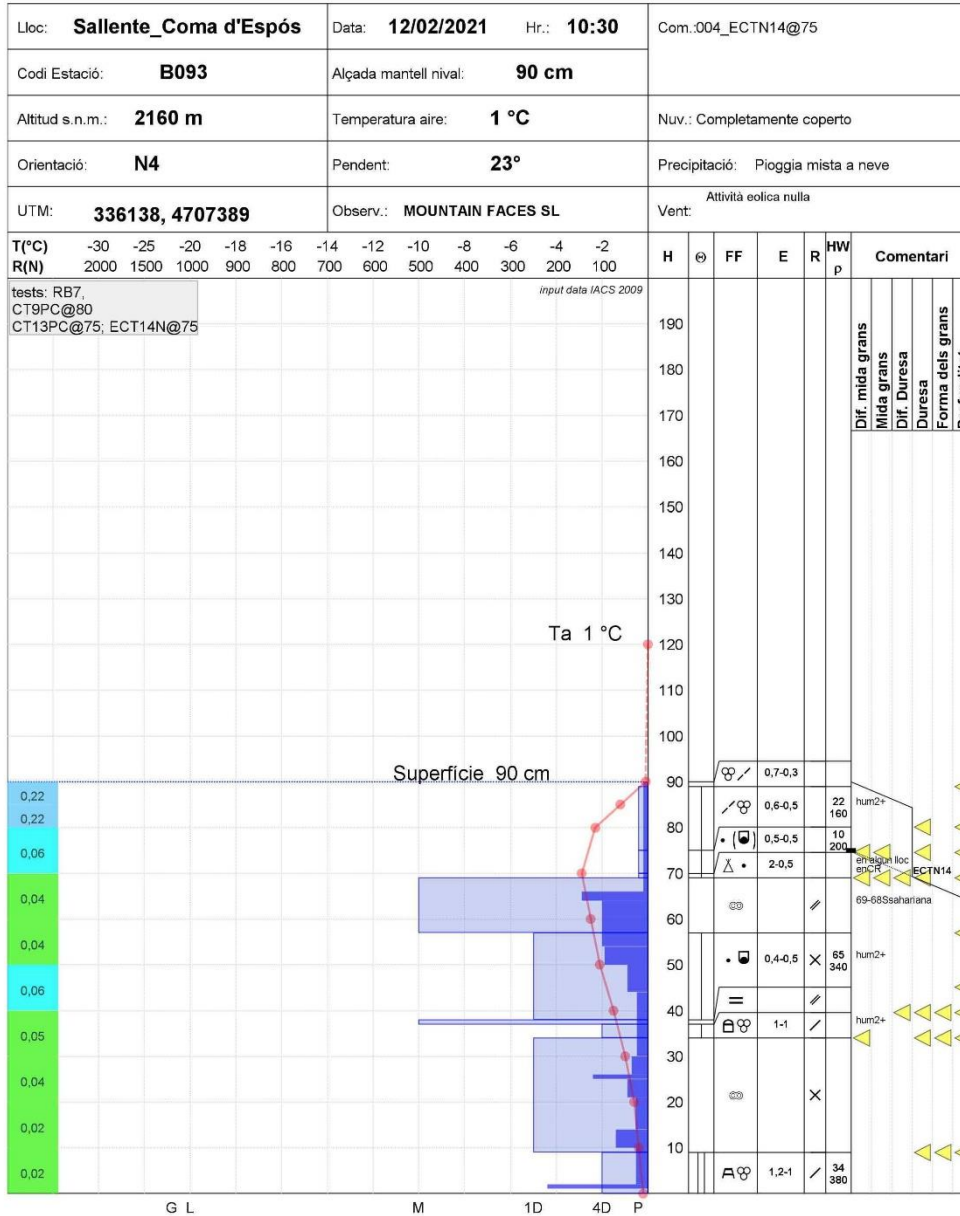 Lloc: Sallente_Coma d'Espós Data: 12/02/2021 Hr.: 10:30 Com.:004_ECTN14@75
Codi Estació: B093 Alçada mantell nival: 90 cm
Altitud s.n.m.: 2160 m Temperatura aire: 1 °C Nuv.: Completamente coperto
Orientació: N4 Pendent: 23° Precipitació: Pioggia mista a neve
UTM: 336138, 4707389 Observ.: MOUNTAIN FACES SL Vent: Attività eolica nulla
T(°C) -30 -25 -20 -18 -16 -14 -12 -10 -8 -6 -4 -2
R(N) 2000 1500 1000 900 800 700 600 500 400 300 200 100
H Θ FF E R HW ρ Comentari
tests: RB7,
CT9PC@80
CT13PC@75; ECT14N@75
input data IACS 2009
Dif. mida grans
Mida grans
Dif. Duresa
Duresa
Forma dels grans
190
180
170
160
150
140
130
Ta 1 °C 120
110
100
Superfície 90 cm 90
0,7-0,3
0,22 0,6-0,5 22 160 hum2+
0,22 80
0,06 0,5-0,5 10 200
2-0,5 en algun lloc
enCR ECTN14
70
0,04 69-68Ssahariana
60
0,04 50 0,4-0,5 65 340 hum2+
0,06 40
0,05 1-1 hum2+
30
0,04 20
0,02 10
0,02 1,2-1 34 380
G L M 1D 4D P